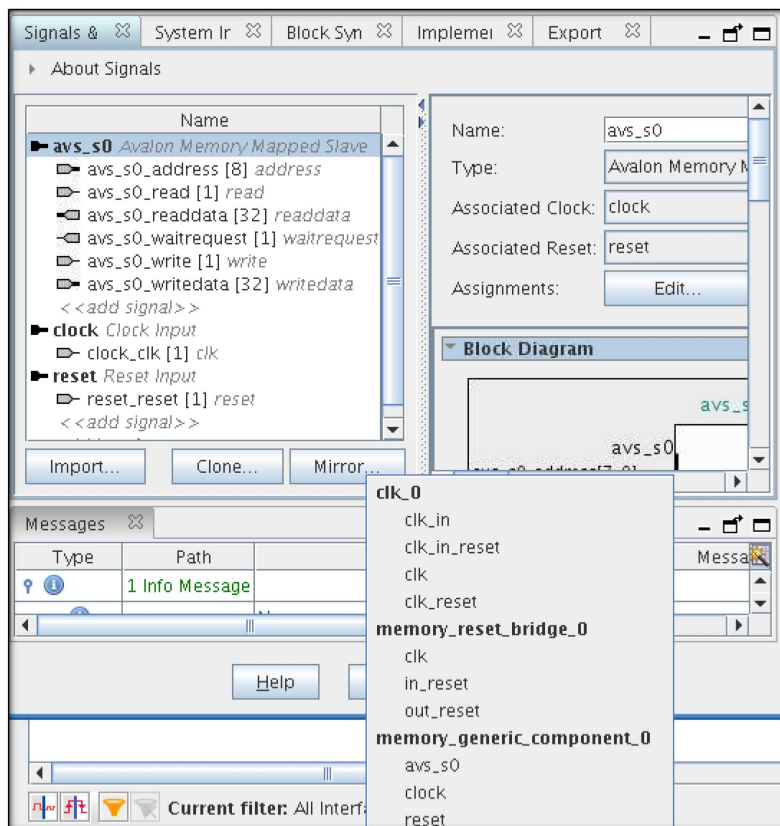 Signals &
System Ir
Block Syn
Implemer
Export
About Signals
Name
avs_s0 Avalon Memory Mapped Slave
avs_s0_address [8] address
avs_s0_read [1] read
avs_s0_readdata [32] readdata
avs_s0_waitrequest [1] waitrequest
avs_s0_write [1] write
avs_s0_writedata [32] writedata
<<add signal>>
clock Clock Input
clock_clk [1] clk
reset Reset Input
reset_reset [1] reset
<<add signal>>
Import...
Clone...
Mirror...
Name:
avs_s0
Type:
Avalon Memory M
Associated Clock:
clock
Associated Reset:
reset
Assignments:
Edit...
Block Diagram
avs_s
avs_s0
clk_0
clk_in
clk_in_reset
clk
clk_reset
memory_reset_bridge_0
clk
in_reset
out_reset
memory_generic_component_0
avs_s0
clock
reset
Messages
Type
Path
Messa
1 Info Message
Help
Current filter: All Interfa